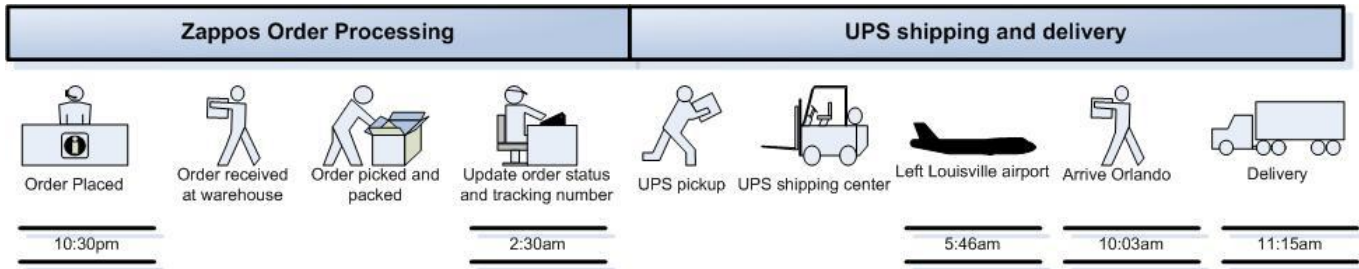 Zappos Order Processing
UPS shipping and delivery
Order Placed
Order received
at warehouse
Order picked and
packed
Update order status
and tracking number
UPS pickup
UPS shipping center
Left Louisville airport
Arrive Orlando
Delivery
10:30pm
2:30am
5:46am
10:03am
11:15am